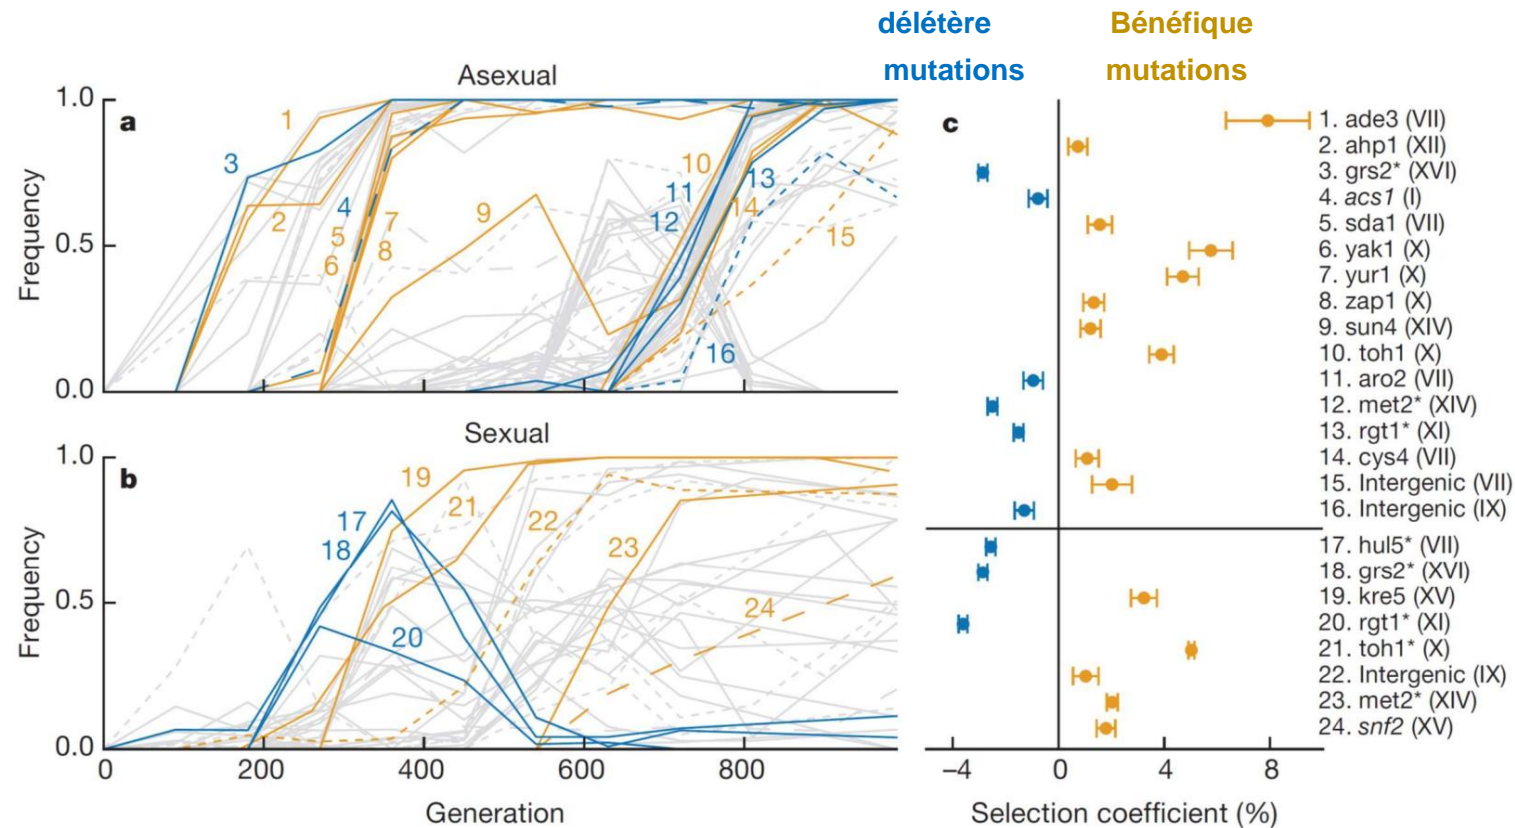 délétère
mutations
Bénéfique
mutations
Asexual
a
1.0
0.5
0.0
Frequency
1
2
3
4
5
6
7
8
9
10
11
12
13
14
15
16
Sexual
b
1.0
0.5
0.0
Frequency
17
18
19
20
21
22
23
24
0
200
400
600
800
Generation
c
1. ade3 (VII)
2. ahp1 (XII)
3. grs2* (XVI)
4. acs1 (I)
5. sda1 (VII)
6. yak1 (X)
7. yur1 (X)
8. zap1 (X)
9. sun4 (XIV)
10. toh1 (X)
11. aro2 (VII)
12. met2* (XIV)
13. rgt1* (XI)
14. cys4 (VII)
15. Intergenic (VII)
16. Intergenic (IX)
17. hul5* (VII)
18. grs2* (XVI)
19. kre5 (XV)
20. rgt1* (XI)
21. toh1* (X)
22. Intergenic (IX)
23. met2* (XIV)
24. snf2 (XV)
−4
0
4
8
Selection coefficient (%)